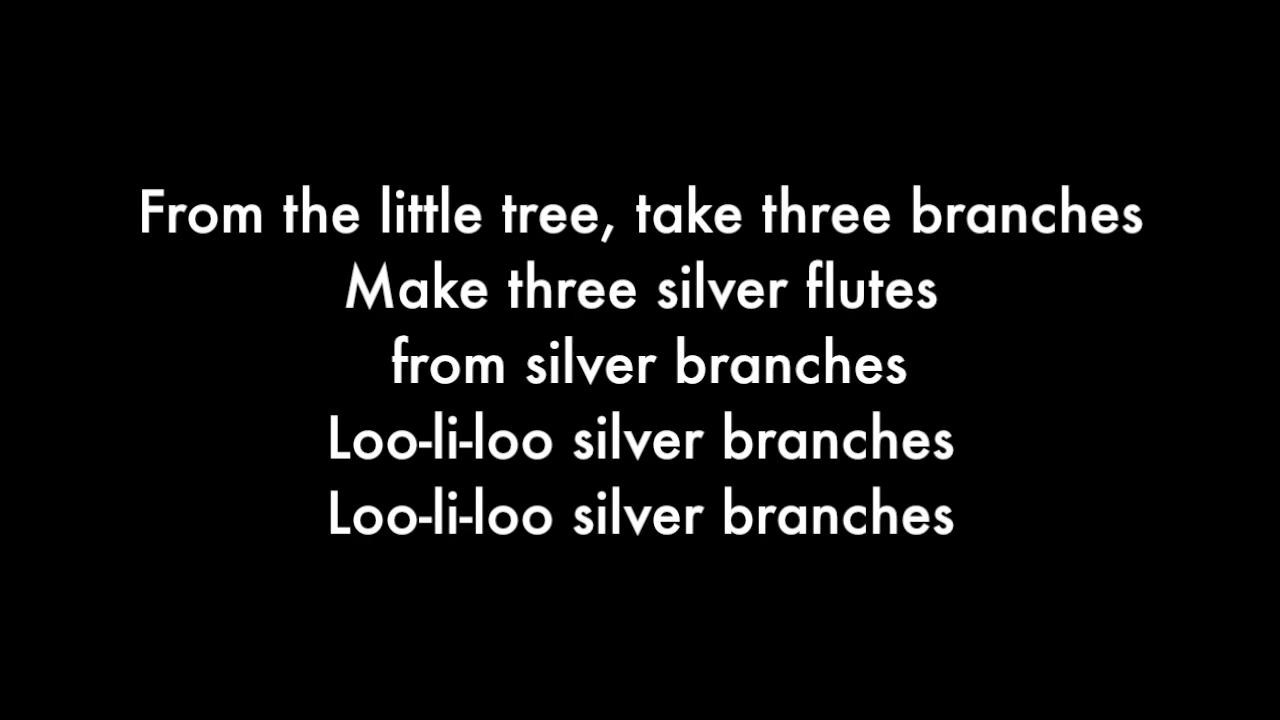 From the little tree, take three branches
Make three silver flutes
from silver branches
Loo-li-loo silver branches
Loo-li-loo silver branches